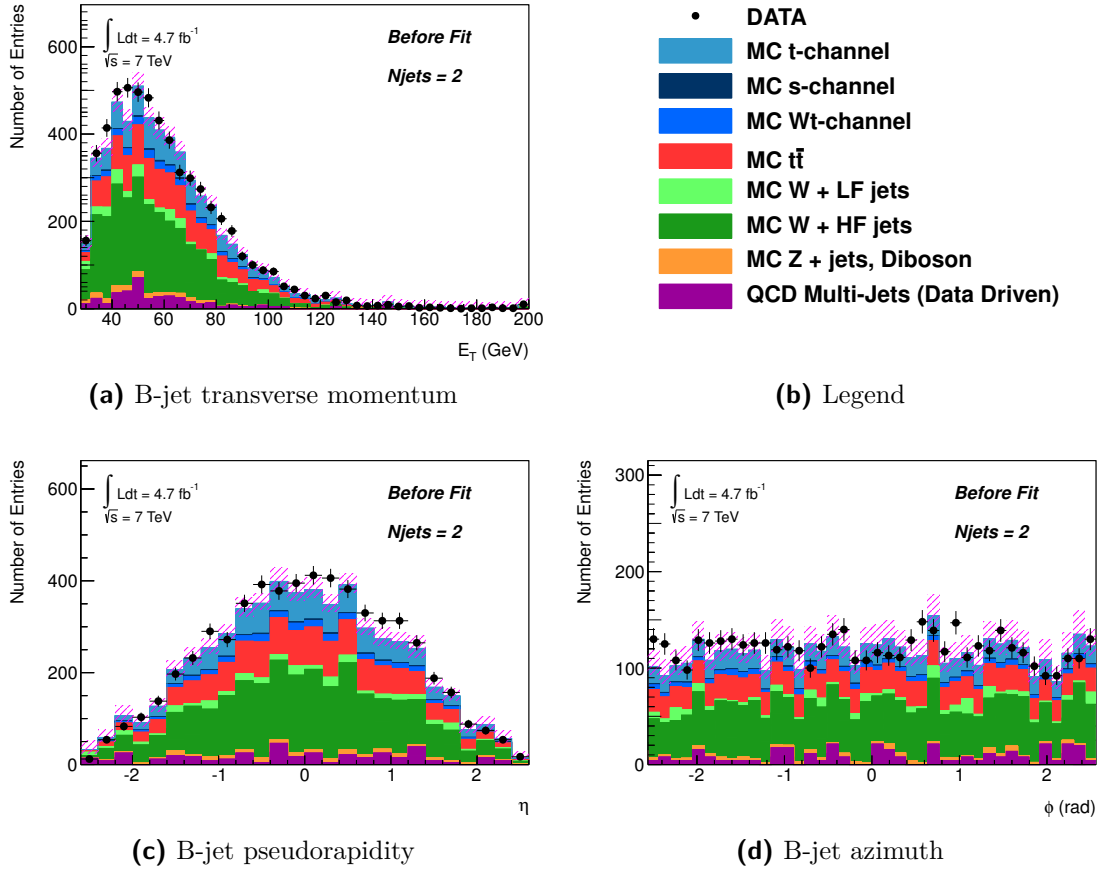 Number of Entries
600
400
200
0
∫ Ldt = 4.7 fb⁻¹
√s = 7 TeV
Before Fit
Njets = 2
40 60 80 100 120 140 160 180 200
E_T (GeV)
(a) B-jet transverse momentum
DATA
MC t-channel
MC s-channel
MC Wt-channel
MC tt̄
MC W + LF jets
MC W + HF jets
MC Z + jets, Diboson
QCD Multi-Jets (Data Driven)
(b) Legend
Number of Entries
600
400
200
0
∫ Ldt = 4.7 fb⁻¹
√s = 7 TeV
Before Fit
Njets = 2
-2 -1 0 1 2
η
(c) B-jet pseudorapidity
Number of Entries
300
200
100
0
∫ Ldt = 4.7 fb⁻¹
√s = 7 TeV
Before Fit
Njets = 2
-2 -1 0 1 2
ϕ (rad)
(d) B-jet azimuth